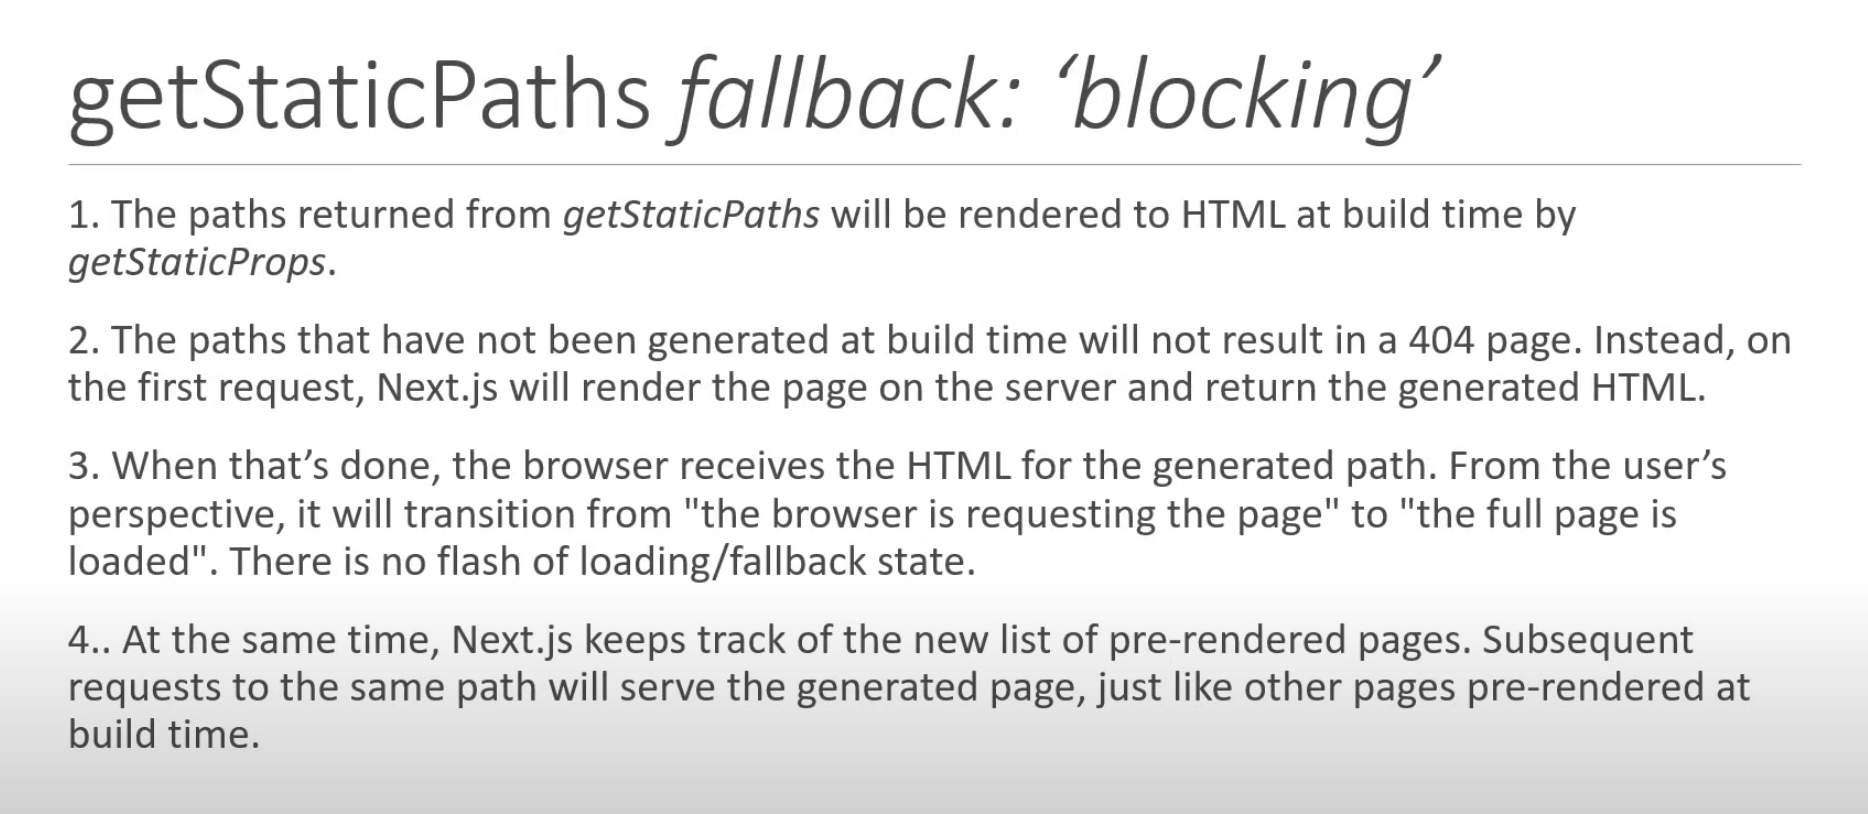 getStaticPaths fallback: ‘blocking’
1. The paths returned from getStaticPaths will be rendered to HTML at build time by
getStaticProps.
2. The paths that have not been generated at build time will not result in a 404 page. Instead, on
the first request, Next.js will render the page on the server and return the generated HTML.
3. When that’s done, the browser receives the HTML for the generated path. From the user’s
perspective, it will transition from "the browser is requesting the page" to "the full page is
loaded". There is no flash of loading/fallback state.
4.. At the same time, Next.js keeps track of the new list of pre-rendered pages. Subsequent
requests to the same path will serve the generated page, just like other pages pre-rendered at
build time.